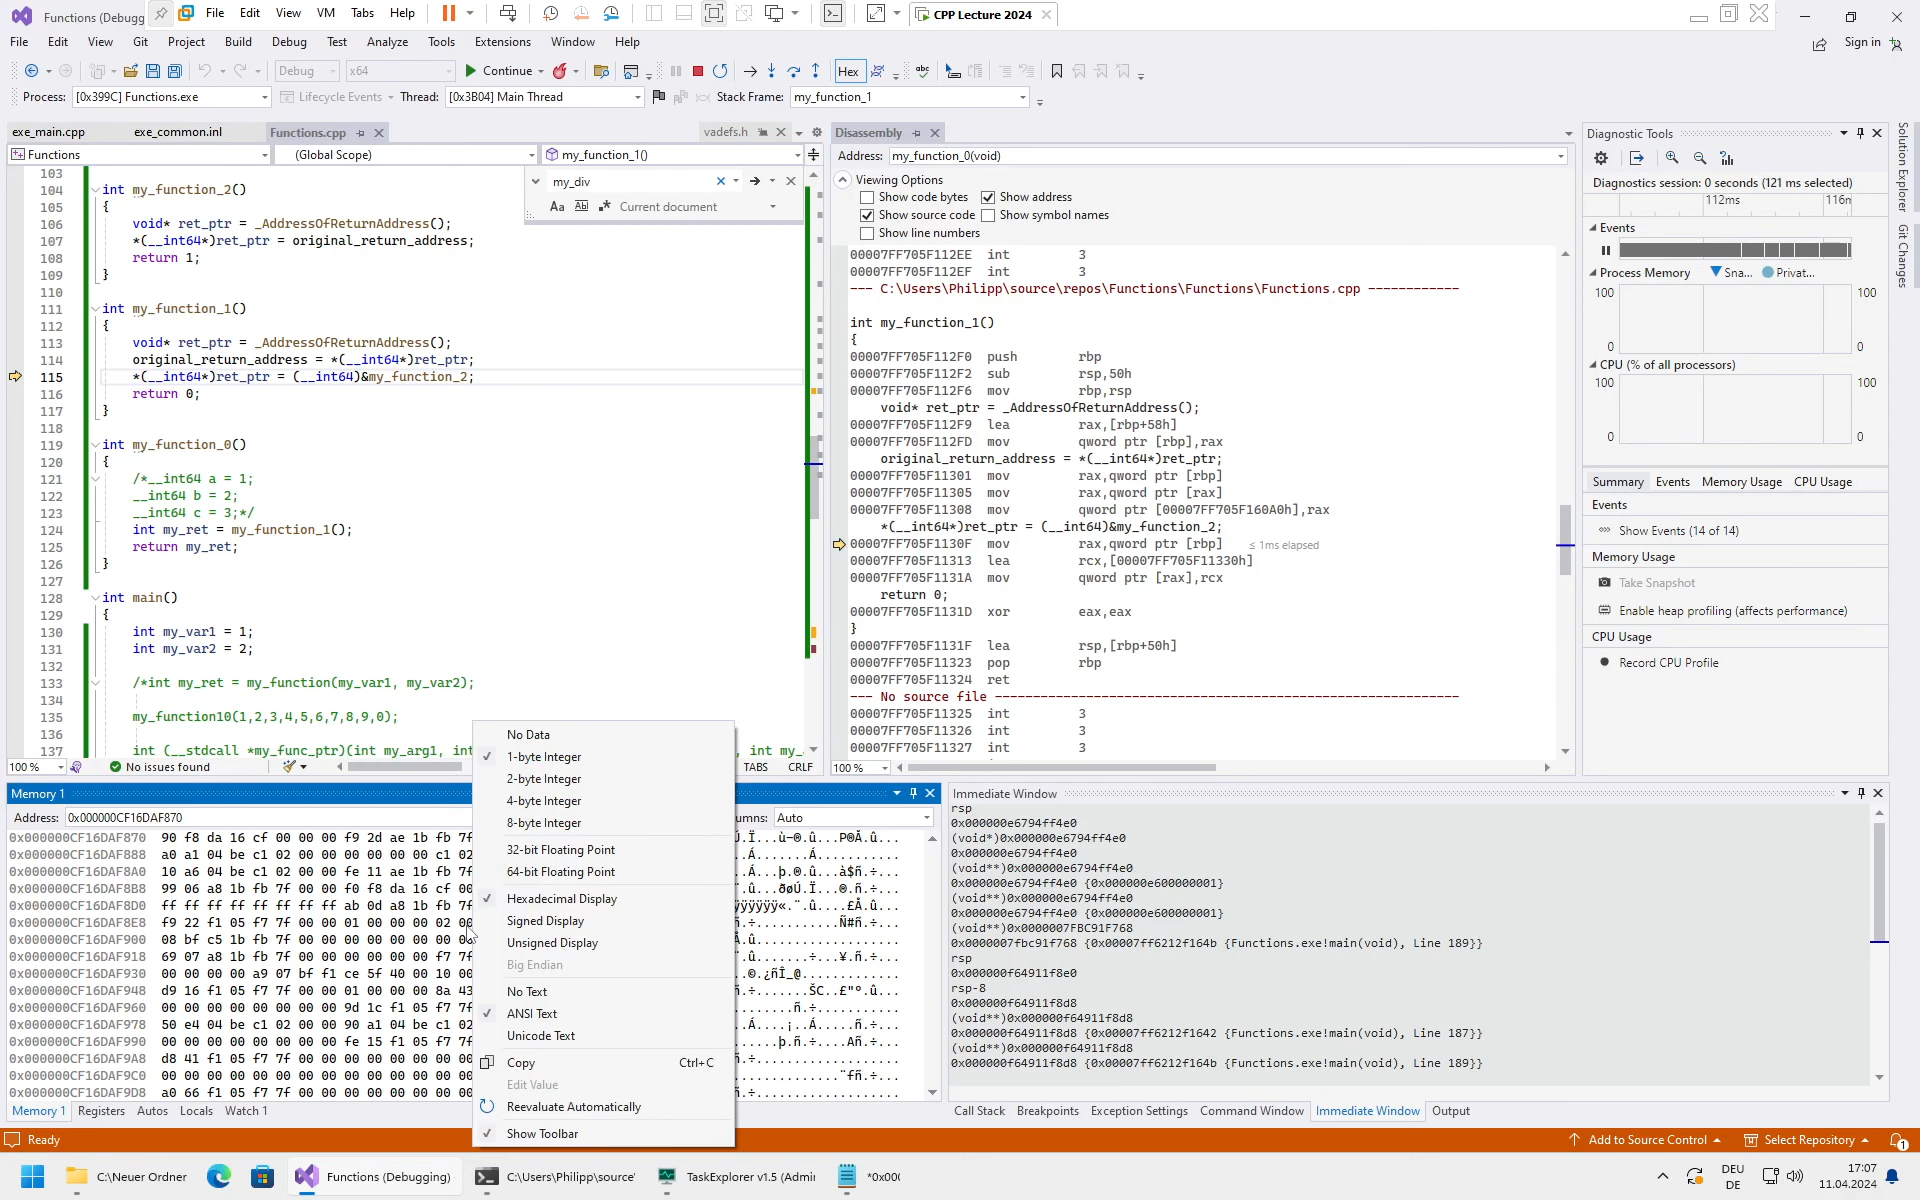 Functions (Debugg File Edit View VM Tabs Help CPP Lecture 2024
File Edit View Git Project Build Debug Test Analyze Tools Extensions Window Help Sign in
Debug x64 Continue Hex
Process: [0x399C] Functions.exe Lifecycle Events Thread: [0x3B04] Main Thread Stack Frame: my_function_1
exe_main.cpp exe_common.inl Functions.cpp vadefs.h
Functions (Global Scope) my_function_1()
my_div
Aa Ab Current document
103
104 int my_function_2()
105 {
106 void* ret_ptr = _AddressOfReturnAddress();
107 *(__int64*)ret_ptr = original_return_address;
108 return 1;
109 }
110
111 int my_function_1()
112 {
113 void* ret_ptr = _AddressOfReturnAddress();
114 original_return_address = *(__int64*)ret_ptr;
115 *(__int64*)ret_ptr = (__int64)&my_function_2;
116 return 0;
117 }
118
119 int my_function_0()
120 {
121 /*__int64 a = 1;
122 __int64 b = 2;
123 __int64 c = 3;*/
124 int my_ret = my_function_1();
125 return my_ret;
126 }
127
128 int main()
129 {
130 int my_var1 = 1;
131 int my_var2 = 2;
132
133 /*int my_ret = my_function(my_var1, my_var2);
134
135 my_function10(1,2,3,4,5,6,7,8,9,0);
136
137 int (__stdcall *my_func_ptr)(int my_arg1, int
100 % No issues found TABS CRLF
Disassembly
Address: my_function_0(void)
Viewing Options
Show code bytes Show address
Show source code Show symbol names
Show line numbers
00007FF705F112EE int 3
00007FF705F112EF int 3
--- C:\Users\Philipp\source\repos\Functions\Functions\Functions.cpp ------------
int my_function_1()
{
00007FF705F112F0 push rbp
00007FF705F112F2 sub rsp,50h
00007FF705F112F6 mov rbp,rsp
void* ret_ptr = _AddressOfReturnAddress();
00007FF705F112F9 lea rax,[rbp+58h]
00007FF705F112FD mov qword ptr [rbp],rax
original_return_address = *(__int64*)ret_ptr;
00007FF705F11301 mov rax,qword ptr [rbp]
00007FF705F11305 mov rax,qword ptr [rax]
00007FF705F11308 mov qword ptr [00007FF705F160A0h],rax
*(__int64*)ret_ptr = (__int64)&my_function_2;
00007FF705F1130F mov rax,qword ptr [rbp] ≤ 1ms elapsed
00007FF705F11313 lea rcx,[00007FF705F11330h]
00007FF705F1131A mov qword ptr [rax],rcx
return 0;
00007FF705F1131D xor eax,eax
}
00007FF705F1131F lea rsp,[rbp+50h]
00007FF705F11323 pop rbp
00007FF705F11324 ret
--- No source file -------------------------------------------------------------
00007FF705F11325 int 3
00007FF705F11326 int 3
00007FF705F11327 int 3
100 %
Diagnostic Tools
Diagnostics session: 0 seconds (121 ms selected)
112ms 116m
Events
Process Memory Sna... Privat...
100 100
0 0
CPU (% of all processors)
100 100
0 0
Summary Events Memory Usage CPU Usage
Events
Show Events (14 of 14)
Memory Usage
Take Snapshot
Enable heap profiling (affects performance)
CPU Usage
Record CPU Profile
Solution Explorer
Git Changes
Memory 1
Address: 0x000000CF16DAF870 umns: Auto
0x000000CF16DAF870 90 f8 da 16 cf 00 00 00 f9 2d ae 1b fb 7f
0x000000CF16DAF888 a0 a1 04 be c1 02 00 00 00 00 00 00 c1 02
0x000000CF16DAF8A0 10 a6 04 be c1 02 00 00 fe 11 ae 1b fb 7f
0x000000CF16DAF8B8 99 06 a8 1b fb 7f 00 00 f0 f8 da 16 cf 00
0x000000CF16DAF8D0 ff ff ff ff ff ff ff ff ab 0d a8 1b fb 7f
0x000000CF16DAF8E8 f9 22 f1 05 f7 7f 00 00 01 00 00 00 02 00
0x000000CF16DAF900 08 bf c5 1b fb 7f 00 00 00 00 00 00 00 00
0x000000CF16DAF918 69 07 a8 1b fb 7f 00 00 00 00 00 00 f7 7f
0x000000CF16DAF930 00 00 00 00 a9 07 bf f1 ce 5f 40 00 10 00
0x000000CF16DAF948 d9 16 f1 05 f7 7f 00 00 01 00 00 00 8a 43
0x000000CF16DAF960 00 00 00 00 00 00 00 00 9d 1c f1 05 f7 7f
0x000000CF16DAF978 50 e4 04 be c1 02 00 00 90 a1 04 be c1 02
0x000000CF16DAF990 00 00 00 00 00 00 00 00 fe 15 f1 05 f7 7f
0x000000CF16DAF9A8 d8 41 f1 05 f7 7f 00 00 00 00 00 00 00 00
0x000000CF16DAF9C0 00 00 00 00 00 00 00 00 00 00 00 00 00 00
0x000000CF16DAF9D8 a0 66 f1 05 f7 7f 00 00 00 00 00 00 00 00
No Data
1-byte Integer
2-byte Integer
4-byte Integer
8-byte Integer
32-bit Floating Point
64-bit Floating Point
Hexadecimal Display
Signed Display
Unsigned Display
Big Endian
No Text
ANSI Text
Unicode Text
Copy Ctrl+C
Edit Value
Reevaluate Automatically
Show Toolbar
Memory 1 Registers Autos Locals Watch 1
Immediate Window
rsp
0x000000e6794ff4e0
(void*)0x000000e6794ff4e0
0x000000e6794ff4e0
(void**)0x000000e6794ff4e0
0x000000e6794ff4e0 {0x000000e600000001}
(void**)0x000000e6794ff4e0
0x000000e6794ff4e0 {0x000000e600000001}
(void**)0x0000007FBC91F768
0x0000007fbc91f768 {0x00007ff6212f164b {Functions.exe!main(void), Line 189}}
rsp
0x000000f64911f8e0
rsp-8
0x000000f64911f8d8
(void**)0x000000f64911f8d8
0x000000f64911f8d8 {0x00007ff6212f1642 {Functions.exe!main(void), Line 187}}
(void**)0x000000f64911f8d8
0x000000f64911f8d8 {0x00007ff6212f164b {Functions.exe!main(void), Line 189}}
Call Stack Breakpoints Exception Settings Command Window Immediate Window Output
Ready Add to Source Control Select Repository 1
C:\Neuer Ordner Functions (Debugging) C:\Users\Philipp\source' TaskExplorer v1.5 (Admi *0x000
DEU
DE
17:07
11.04.2024